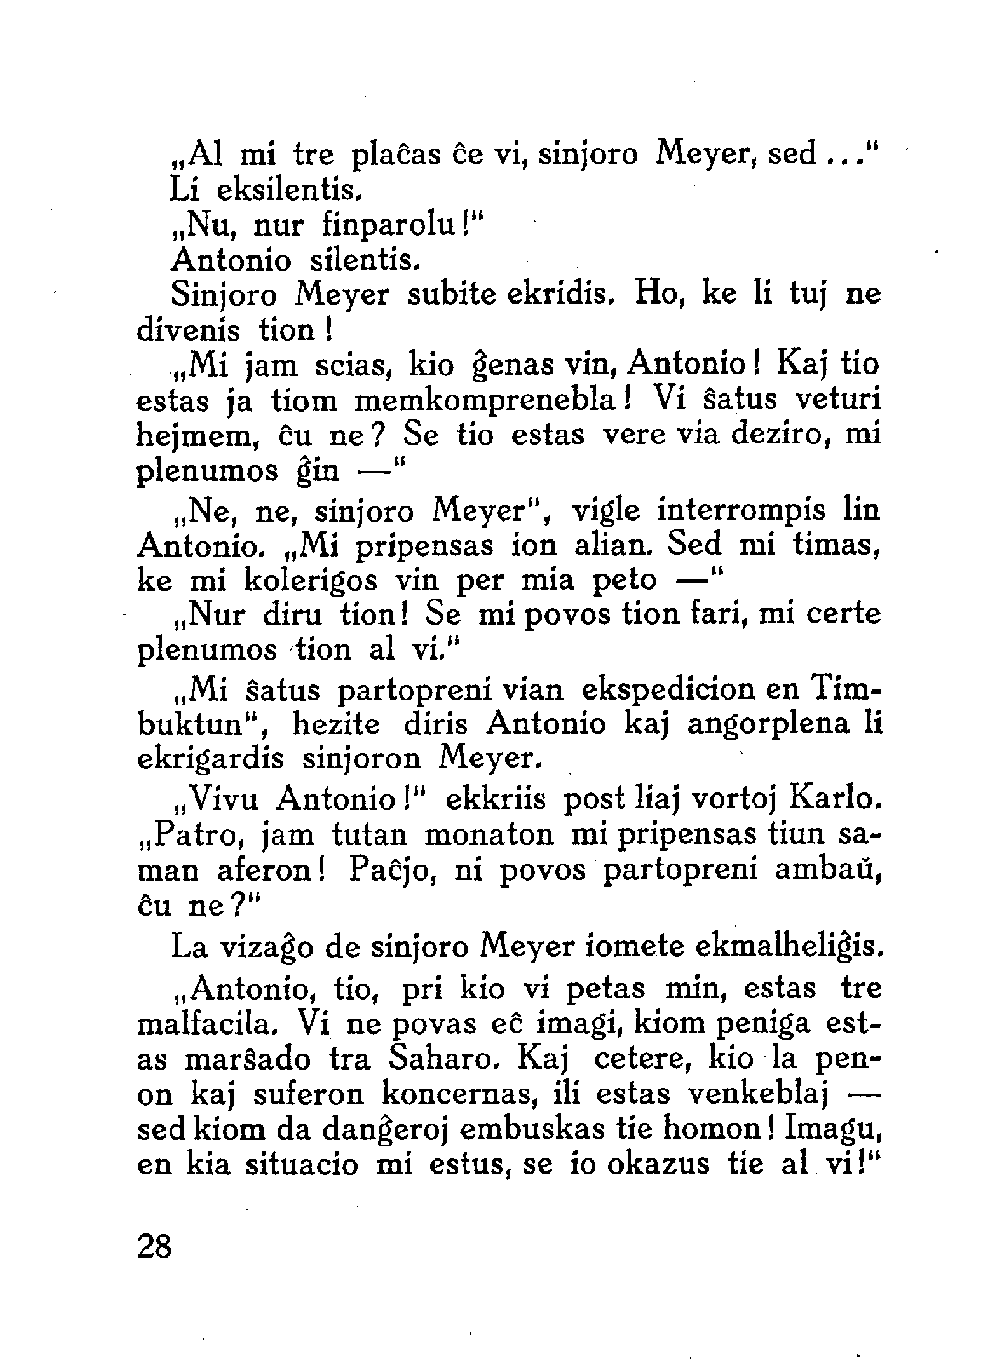 „Al mi tre plaĉas ĉe vi, sinjoro Meyer, sed ...“
Li eksilentis.
„Nu, nur finparolu!“
Antonio silentis.
Sinjoro Meyer subite ekridis. Ho, ke li tuj ne
divenis tion!
„Mi jam scias, kio ĝenas vin, Antonio! Kaj tio
estas ja tiom memkomprenebla! Vi ŝatus veturi
hejmem, ĉu ne? Se tio estas vere via deziro, mi
plenumos ĝin —“
„Ne, ne, sinjoro Meyer“, vigle interrompis lin
Antonio. „Mi pripensas ion alian. Sed mi timas,
ke mi kolerigos vin per mia peto —“
„Nur diru tion! Se mi povos tion fari, mi certe
plenumos tion al vi.“
„Mi ŝatus partopreni vian ekspedicion en Tim-
buktun“, hezite diris Antonio kaj angorplena li
ekrigardis sinjoron Meyer.
„Vivu Antonio!“ ekkriis post liaj vortoj Karlo.
„Patro, jam tutan monaton mi pripensas tiun sa-
man aferon! Paĉjo, ni povos partopreni ambaŭ,
ĉu ne?“
La vizaĝo de sinjoro Meyer iomete ekmalheliĝis.
„Antonio, tio, pri kio vi petas min, estas tre
malfacila. Vi ne povas eĉ imagi, kiom peniga est-
as marŝado tra Saharo. Kaj cetere, kio la pen-
on kaj suferon koncernas, ili estas venkeblaj —
sed kiom da danĝeroj embuskas tie homon! Imagu,
en kia situacio mi estus, se io okazus tie al vi!“
28